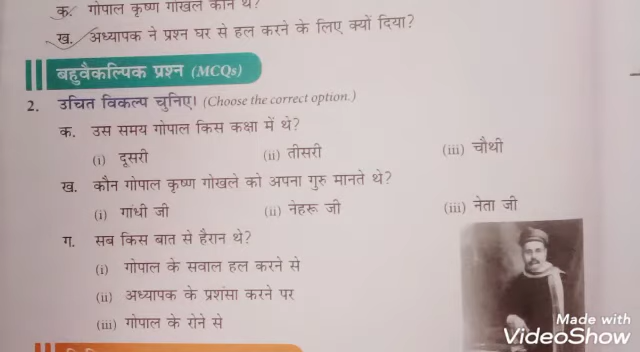 क. गोपाल कृष्ण गोखले कौन थे?
ख. अध्यापक ने प्रश्न घर से हल करने के लिए क्यों दिया?
बहुवैकल्पिक प्रश्न (MCQs)
2. उचित विकल्प चुनिए। (Choose the correct option.)
क. उस समय गोपाल किस कक्षा में थे?
(i) दूसरी (ii) तीसरी (iii) चौथी
ख. कौन गोपाल कृष्ण गोखले को अपना गुरु मानते थे?
(i) गांधी जी (ii) नेहरू जी (iii) नेता जी
ग. सब किस बात से हैरान थे?
(i) गोपाल के सवाल हल करने से
(ii) अध्यापक के प्रशंसा करने पर
(iii) गोपाल के रोने से
Made with
VideoShow